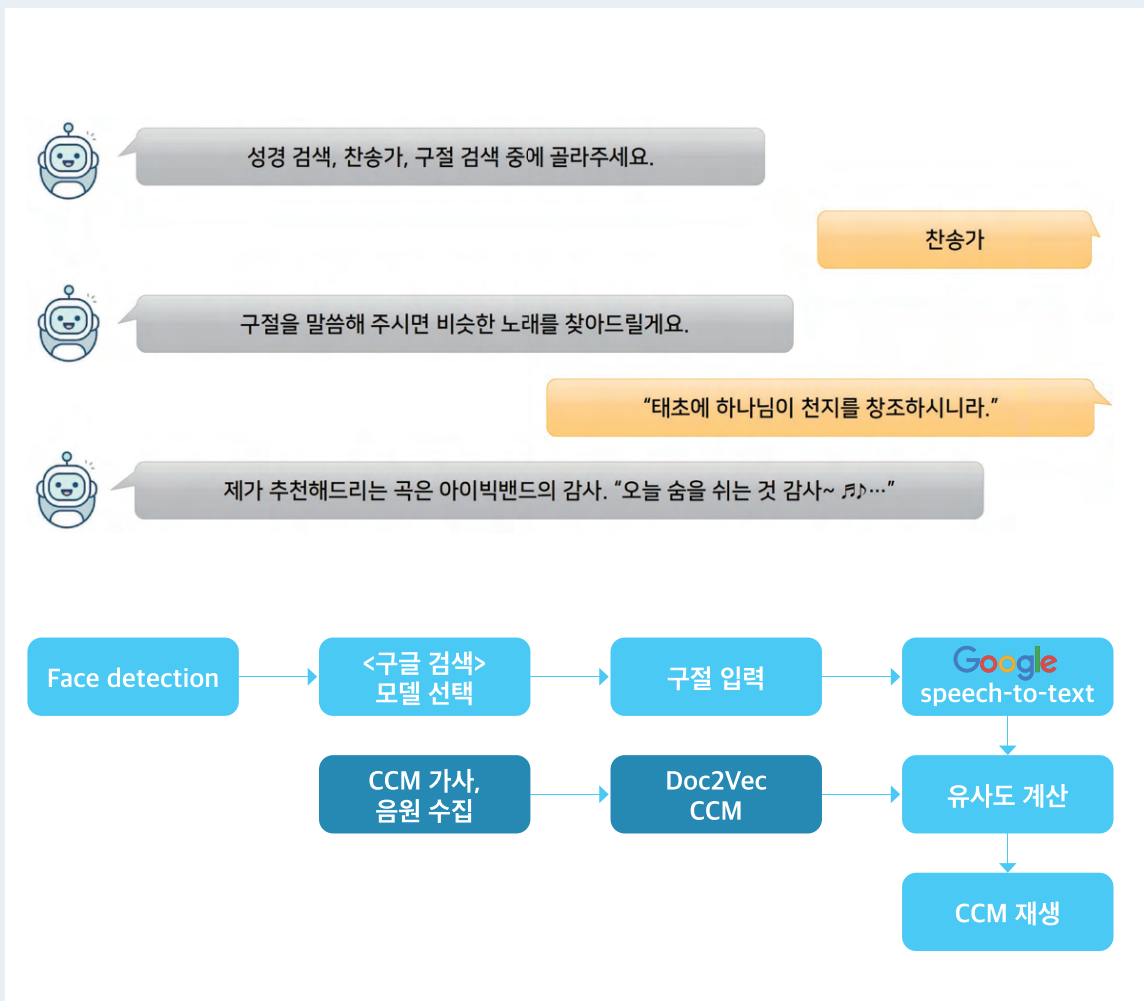 성경 검색, 찬송가, 구절 검색 중에 골라주세요.
찬송가
구절을 말씀해 주시면 비슷한 노래를 찾아드릴게요.
“태초에 하나님이 천지를 창조하시니라.”
제가 추천해드리는 곡은 아이빅밴드의 감사. “오늘 숨을 쉬는 것 감사~ ♬♪…”
Face detection
<구글 검색>
모델 선택
구절 입력
Google
speech-to-text
CCM 가사,
음원 수집
Doc2Vec
CCM
유사도 계산
CCM 재생